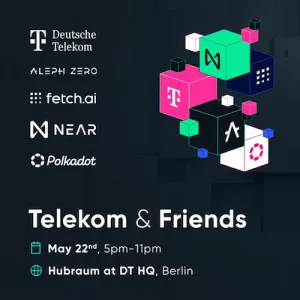 T Deutsche
Telekom
ALEPH ZERO
fetch.ai
NEAR
Polkadot
T
Telekom & Friends
May 22nd, 5pm-11pm
Hubraum at DT HQ, Berlin